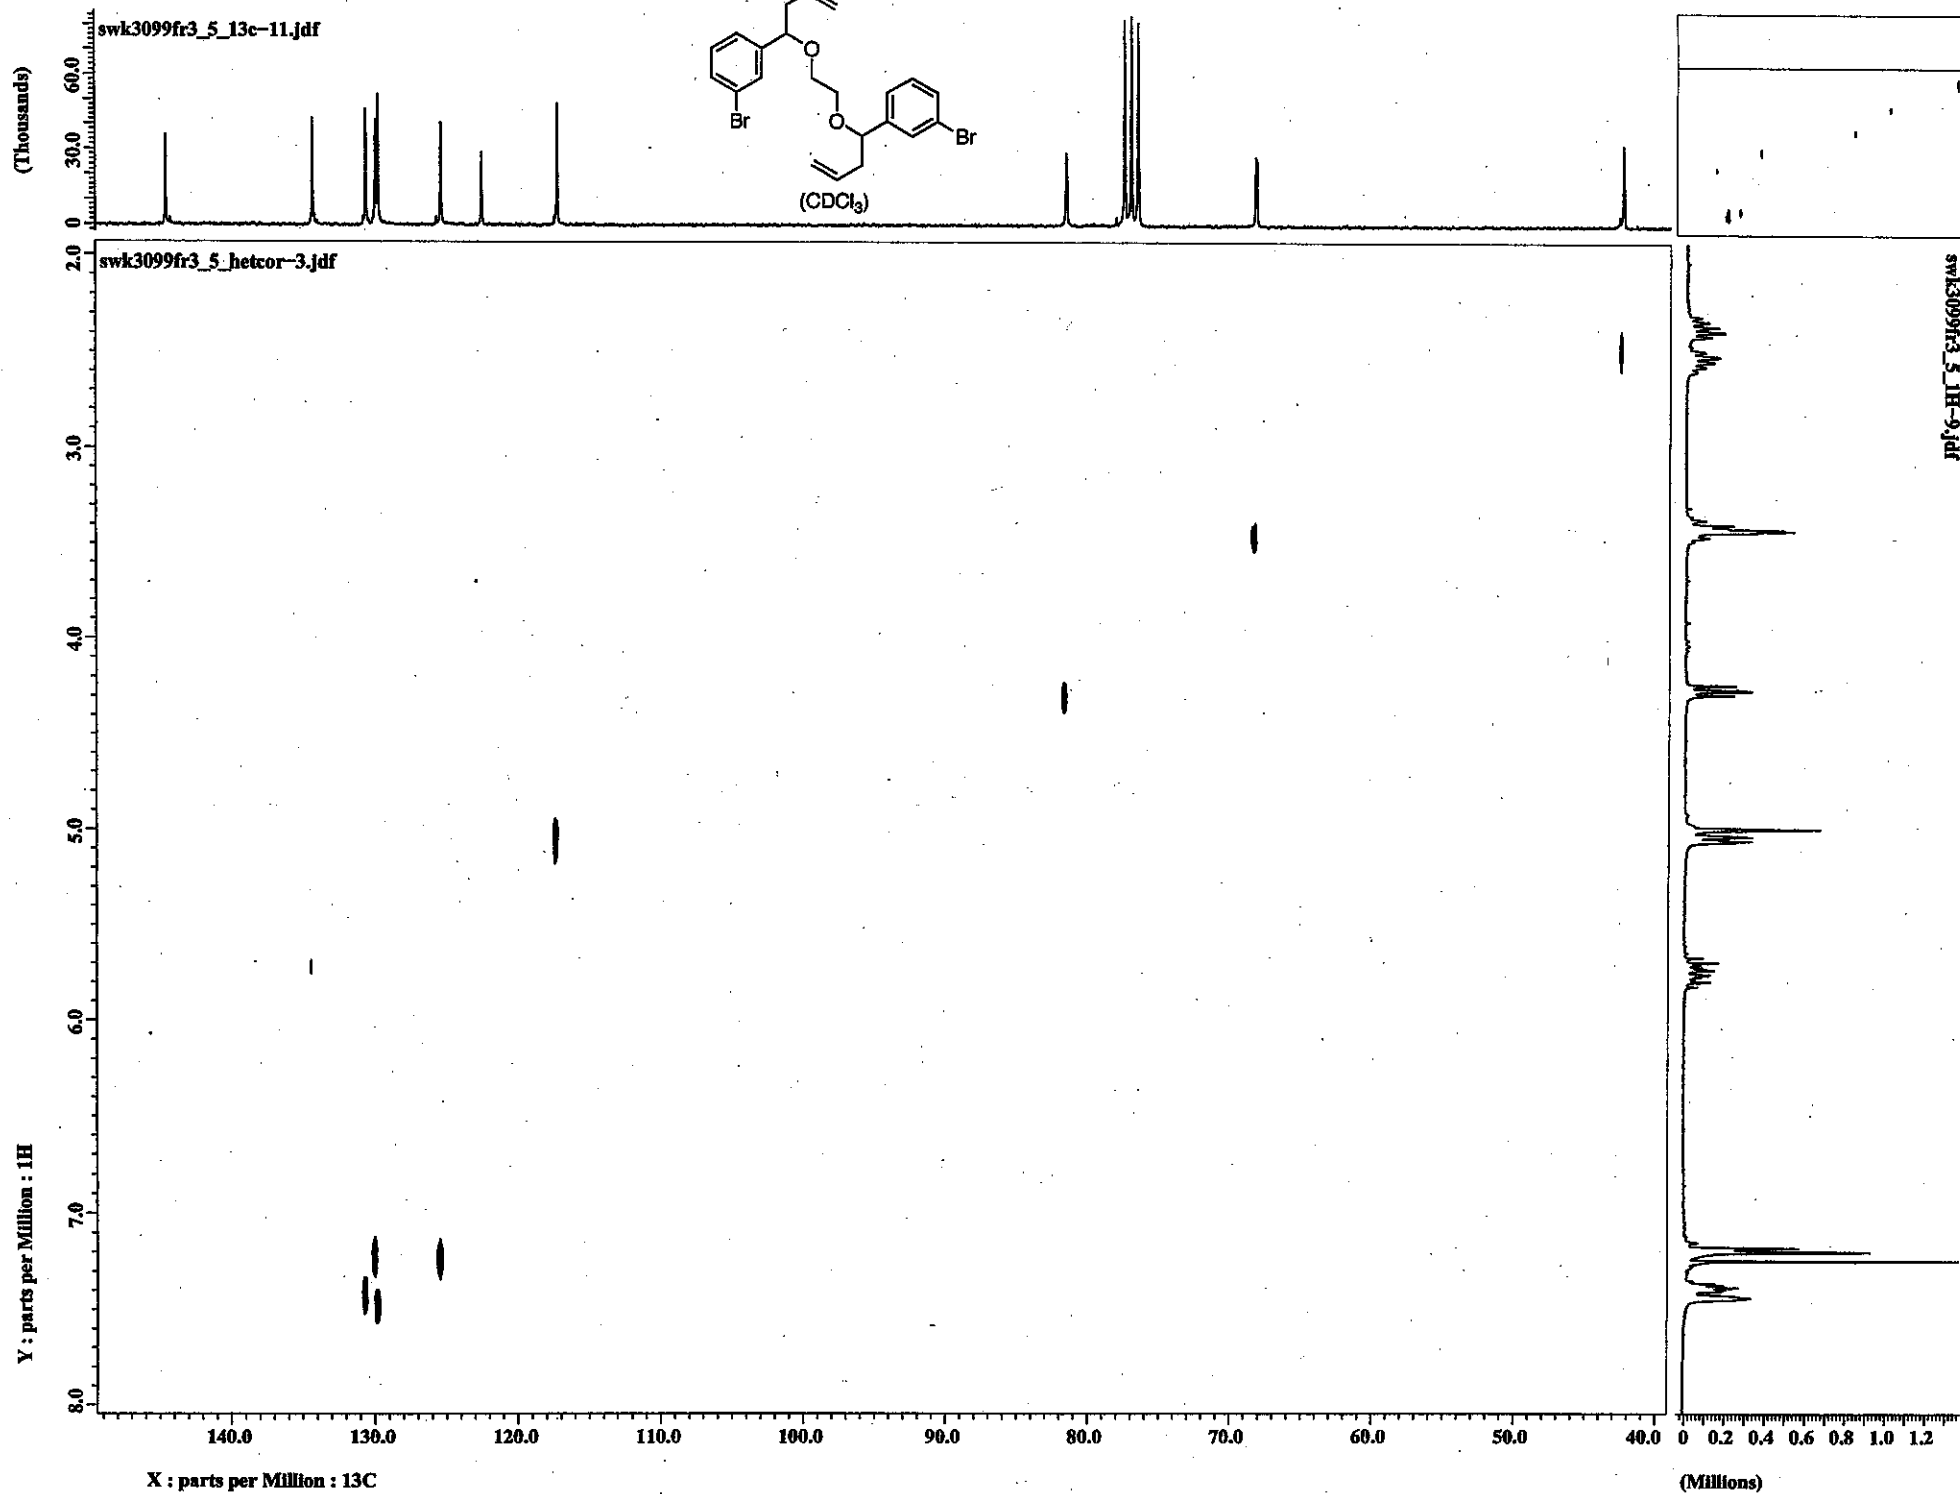 swk3099fr3_5_13c-11.jdf
(Thousands)
60.0
30.0
0
O
Br
O
Br
(CDCl3)
swk3099fr3_5_hetcor-3.jdf
swk3099fr3_5_1H-9.jdf
2.0
3.0
4.0
5.0
6.0
7.0
8.0
Y : parts per Million : 1H
140.0 130.0 120.0 110.0 100.0 90.0 80.0 70.0 60.0 50.0 40.0
0 0.2 0.4 0.6 0.8 1.0 1.2
X : parts per Million : 13C
(Millions)